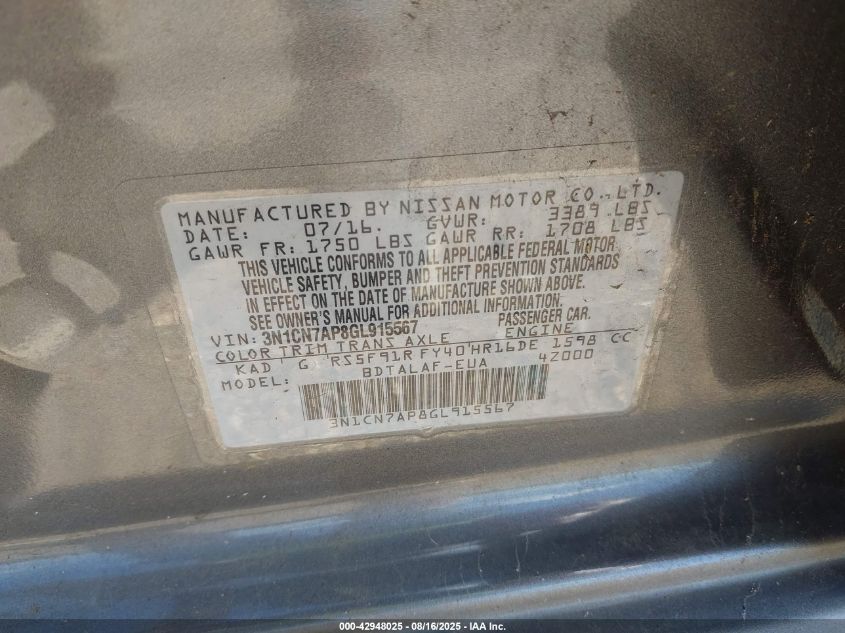 MANUFACTURED BY NISSAN MOTOR CO., LTD.
DATE: 07/16. GVWR: 3389 LBS
GAWR FR: 1750 LBS GAWR RR: 1708 LBS
THIS VEHICLE CONFORMS TO ALL APPLICABLE FEDERAL MOTOR
VEHICLE SAFETY, BUMPER AND THEFT PREVENTION STANDARDS
IN EFFECT ON THE DATE OF MANUFACTURE SHOWN ABOVE.
SEE OWNER'S MANUAL FOR ADDITIONAL INFORMATION.
VIN: 3N1CN7AP8GL915567 PASSENGER CAR.
COLOR TRIM TRANS AXLE ENGINE
KAD G RS5F91R FY40 HR16DE 1598 CC
MODEL: BDTALAF-EUA 42000
3N1CN7AP8GL915567
000-42948025 - 08/16/2025 - IAA Inc.